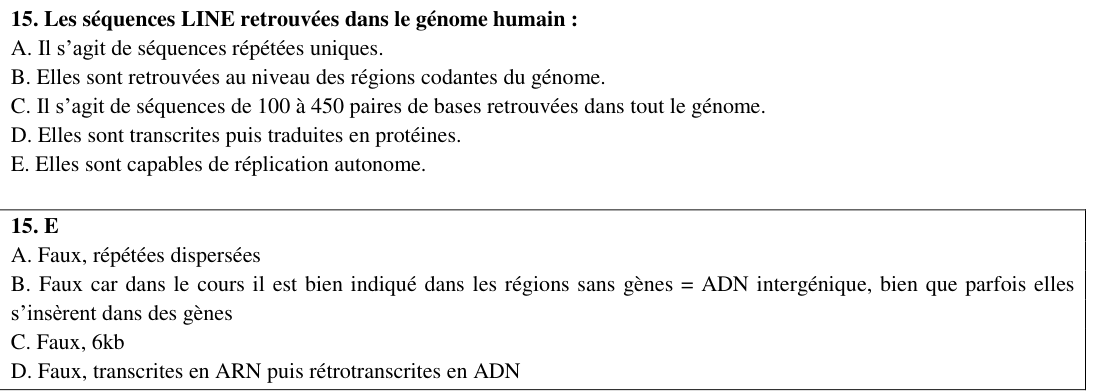 15. Les séquences LINE retrouvées dans le génome humain :
A. Il s'agit de séquences répétées uniques.
B. Elles sont retrouvées au niveau des régions codantes du génome.
C. Il s'agit de séquences de 100 à 450 paires de bases retrouvées dans tout le génome.
D. Elles sont transcrites puis traduites en protéines.
E. Elles sont capables de réplication autonome.
15. E
A. Faux, répétées dispersées
B. Faux car dans le cours il est bien indiqué dans les régions sans gènes = ADN intergénique, bien que parfois elles
s'insèrent dans des gènes
C. Faux, 6kb
D. Faux, transcrites en ARN puis rétrotranscrites en ADN